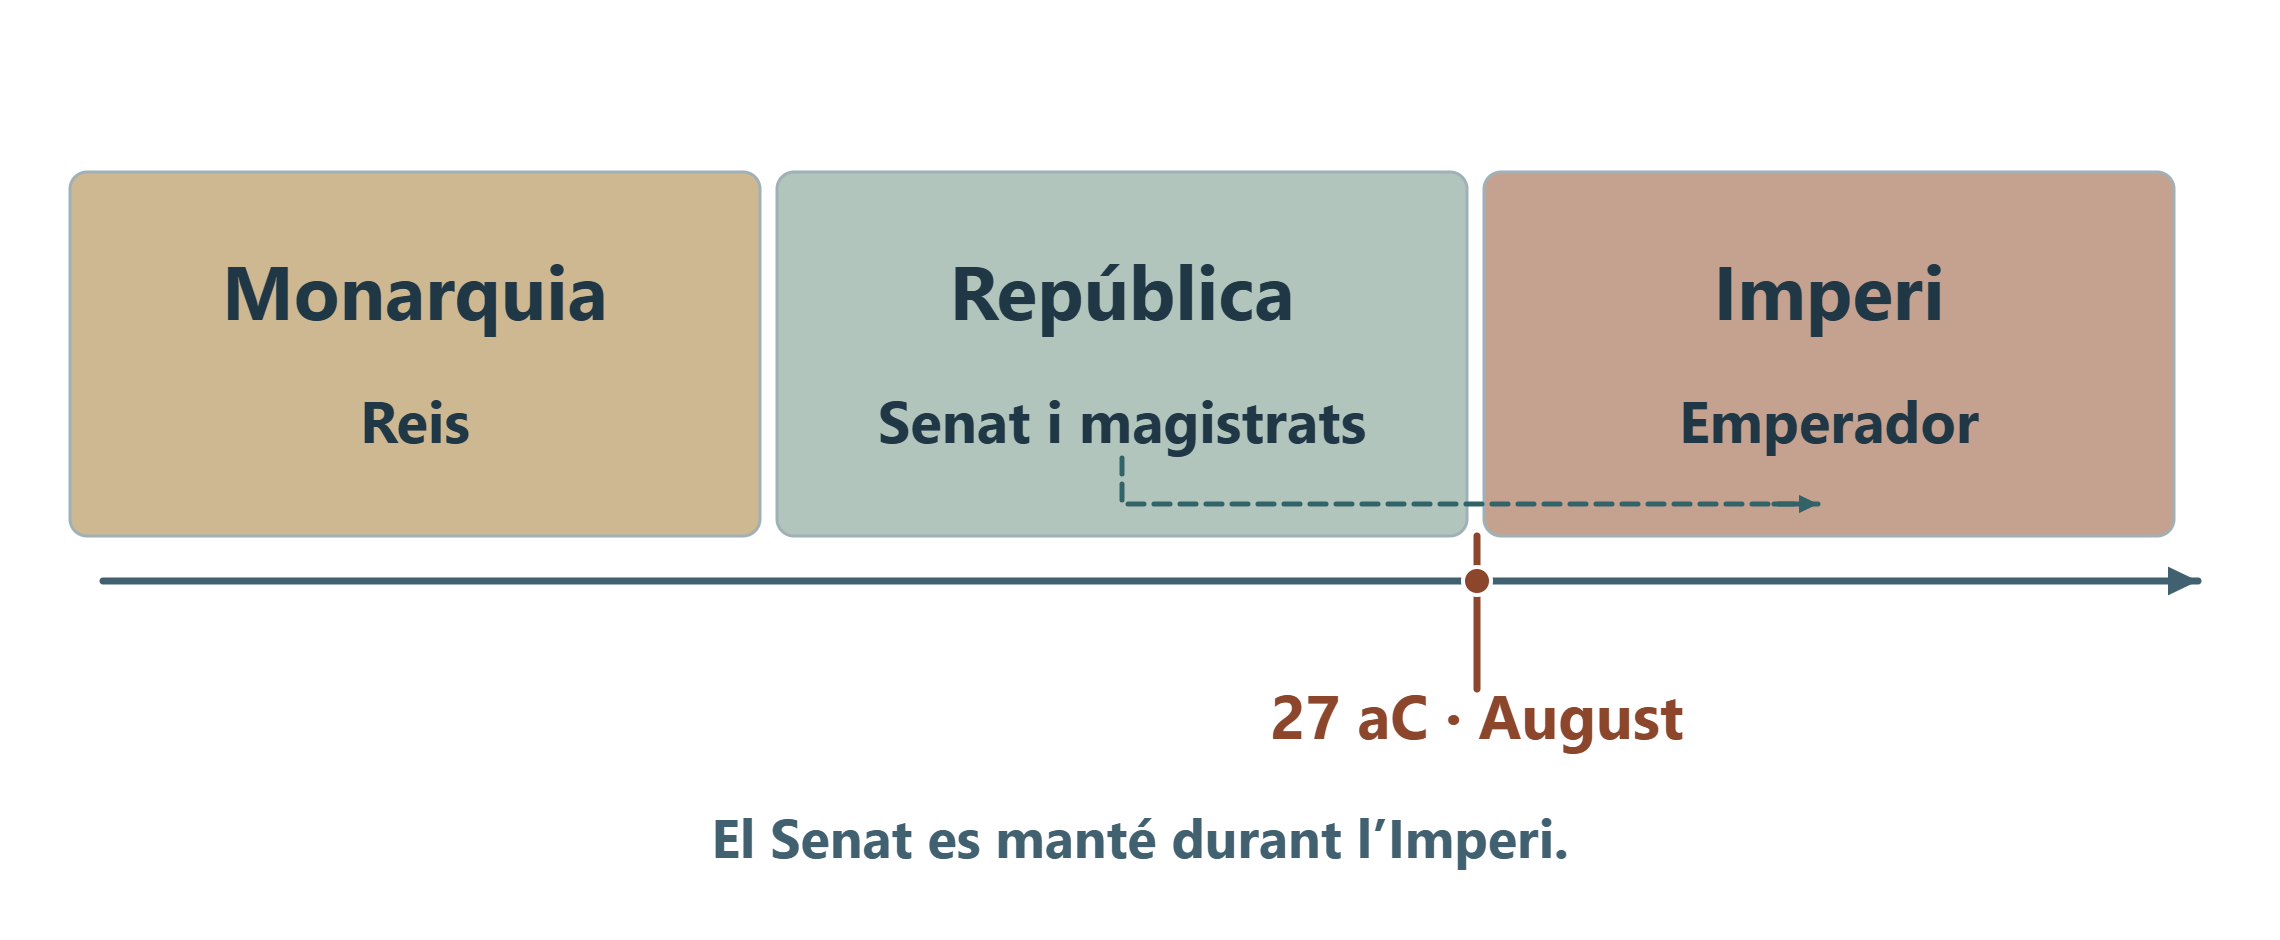 Monarquia
República
Imperi
Reis
Senat i magistrats
Emperador
27 aC · August
El Senat es manté durant l’Imperi.